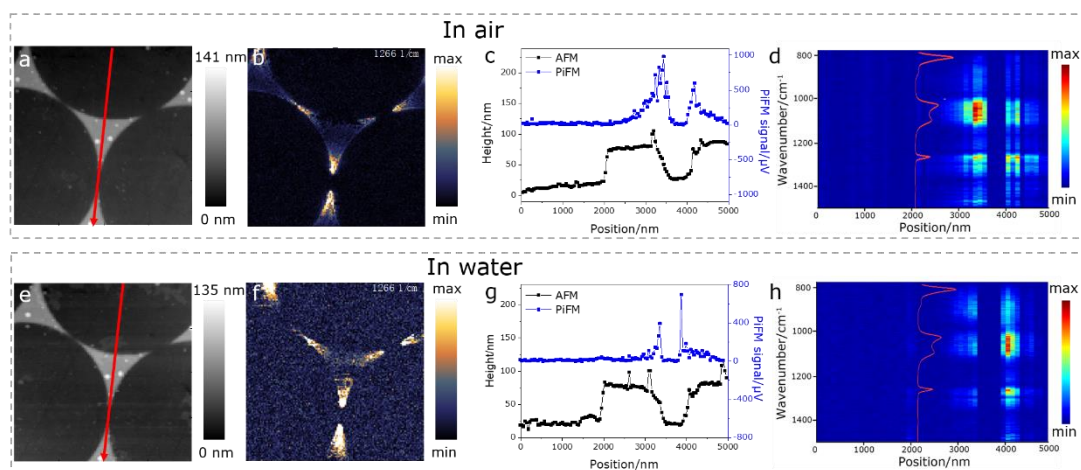 In air
a
141 nm
0 nm
b
1266 1/cm
max
min
c
AFM
PiFM
Height/nm
200
150
100
50
0
PiFM signal/μV
1000
500
0
-500
1000
0 1000 2000 3000 4000 5000
Position/nm
d
Wavenumber/cm⁻¹
800
1000
1200
1400
0 1000 2000 3000 4000 5000
Position/nm
max
min
In water
e
135 nm
0 nm
f
1266 1/cm
max
min
g
AFM
PiFM
Height/nm
200
150
100
50
0
PiFM signal/μV
800
400
0
-400
-800
0 1000 2000 3000 4000 5000
Position/nm
h
Wavenumber/cm⁻¹
800
1000
1200
1400
0 1000 2000 3000 4000 5000
Position/nm
max
min